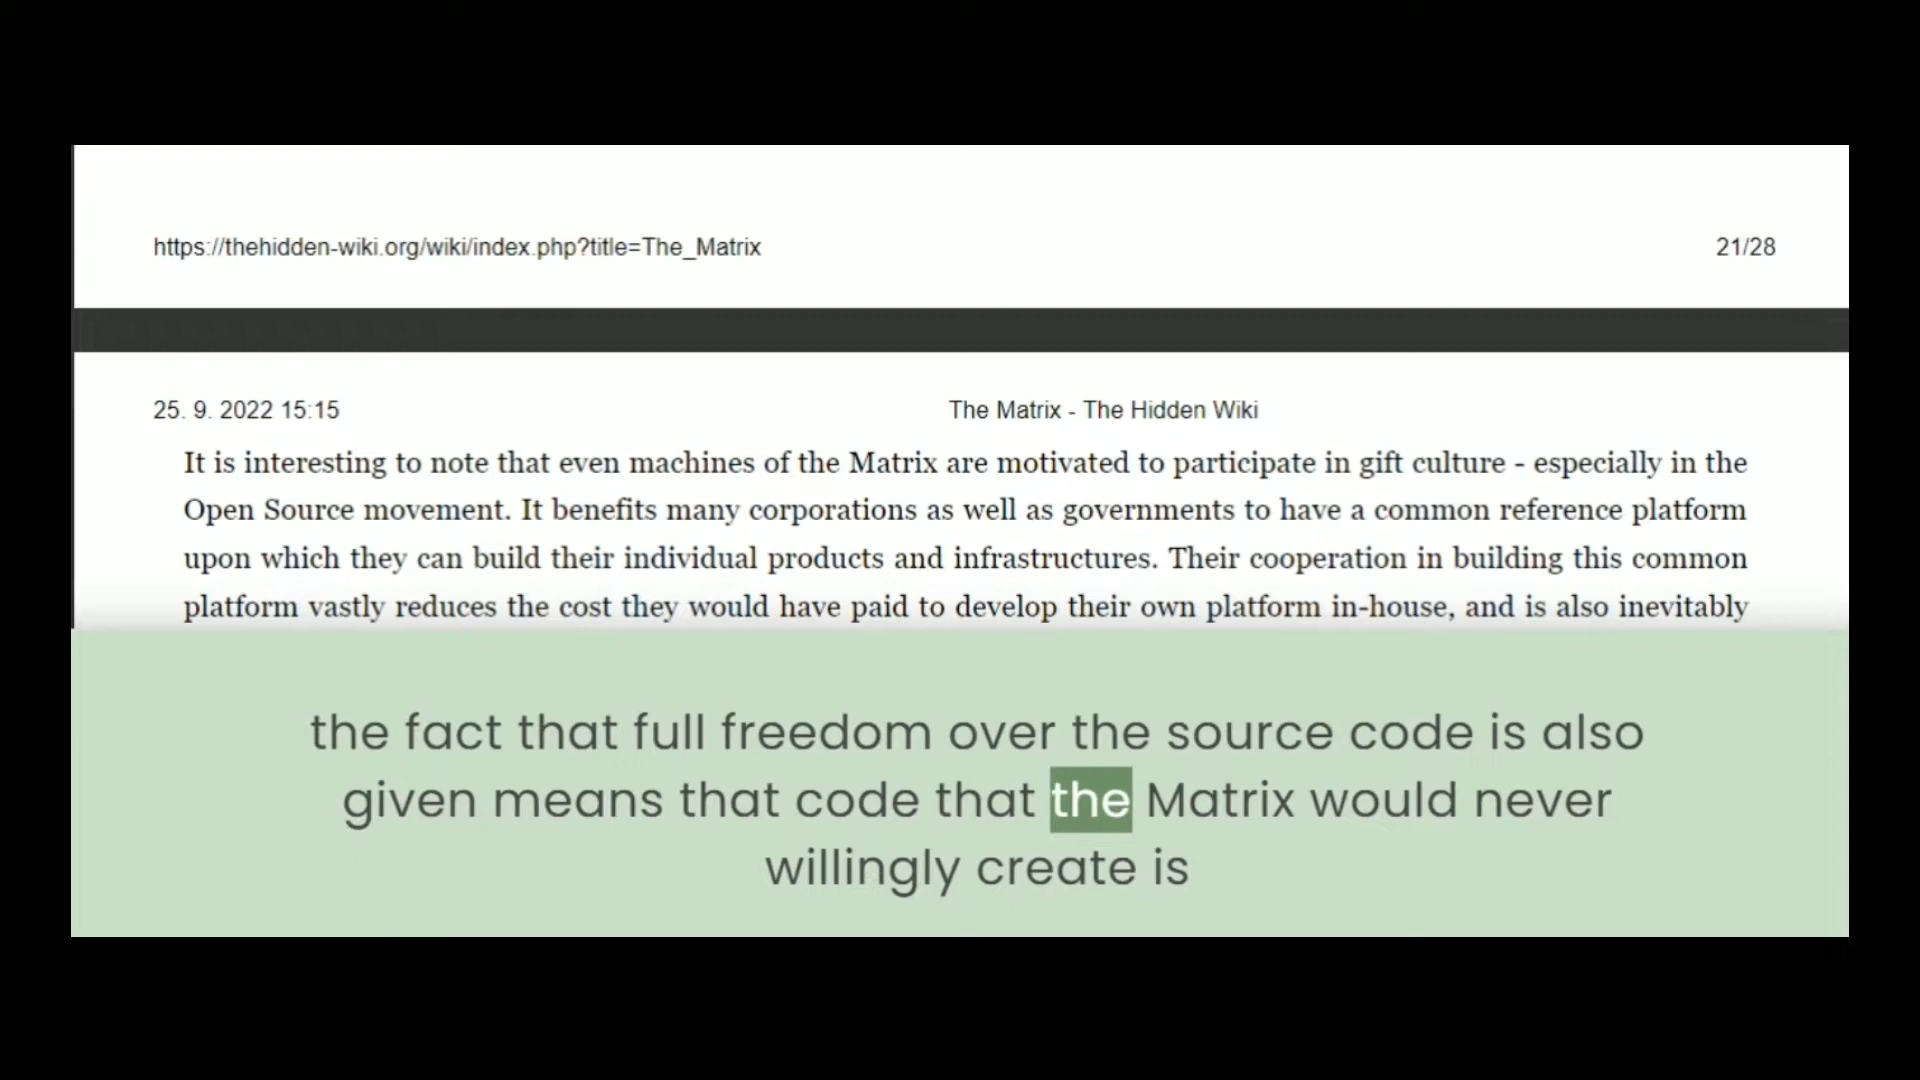 https://thehidden-wiki.org/wiki/index.php?title=The_Matrix 21/28
25. 9. 2022 15:15 The Matrix - The Hidden Wiki
It is interesting to note that even machines of the Matrix are motivated to participate in gift culture - especially in the
Open Source movement. It benefits many corporations as well as governments to have a common reference platform
upon which they can build their individual products and infrastructures. Their cooperation in building this common
platform vastly reduces the cost they would have paid to develop their own platform in-house, and is also inevitably
the fact that full freedom over the source code is also
given means that code that the Matrix would never
willingly create is